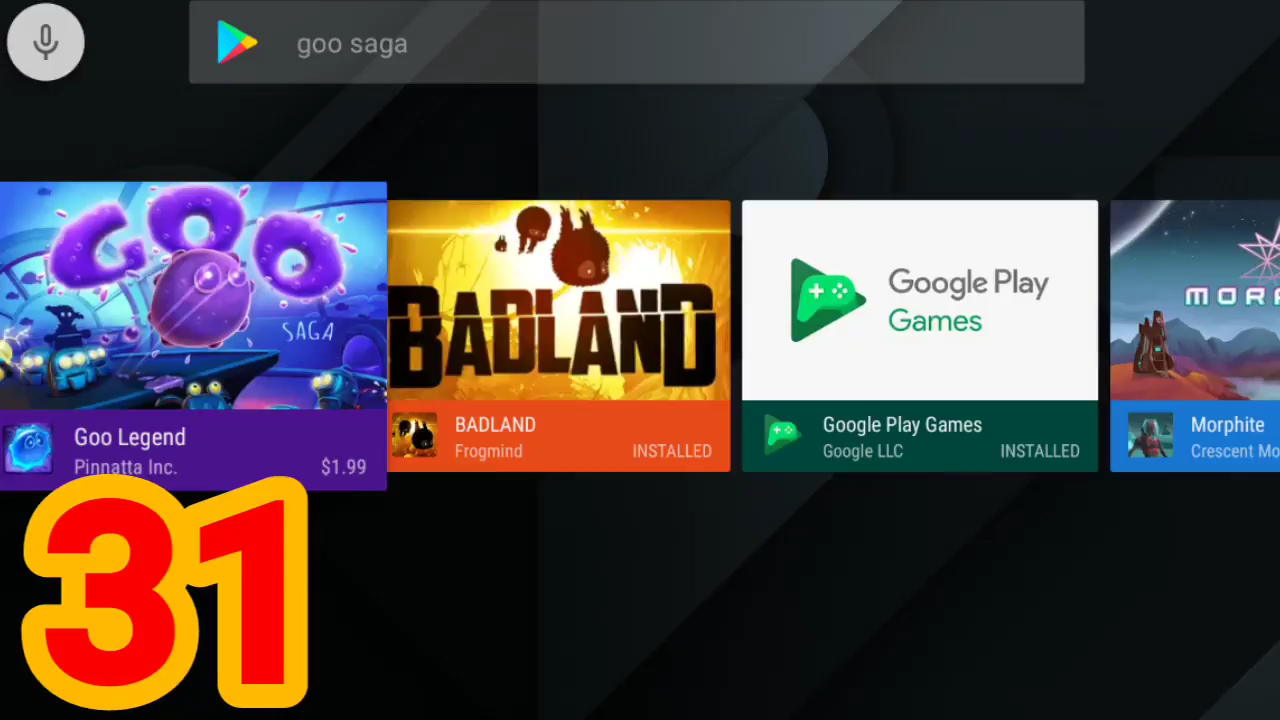 goo saga
GOO
SAGA
Goo Legend
Pinnatta Inc.
$1.99
BADLAND
BADLAND
Frogmind
INSTALLED
Google Play
Games
Google Play Games
Google LLC
INSTALLED
MOR
Morphite
Crescent Mo
31